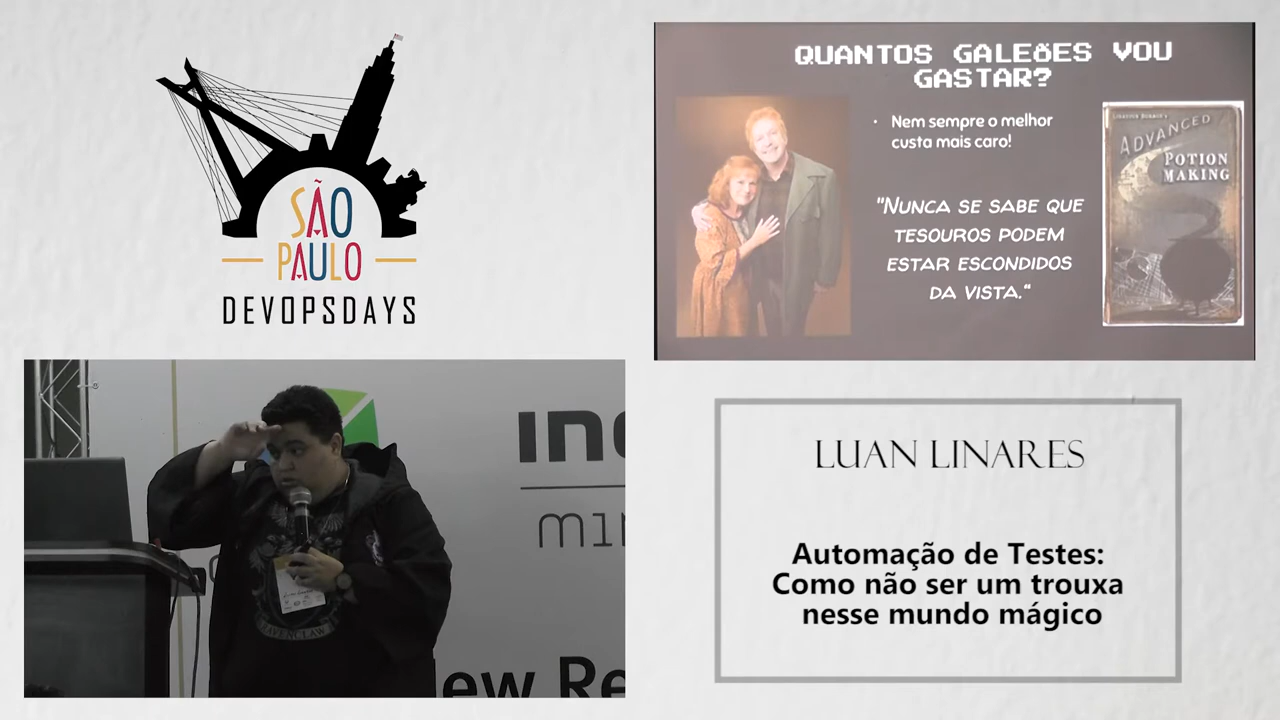 SÃO
PAULO
DEVOPSDAYS
QUANTOS GALEÕES VOU
GASTAR?
• Nem sempre o melhor
custa mais caro!
"NUNCA SE SABE QUE
TESOUROS PODEM
ESTAR ESCONDIDOS
DA VISTA."
ADVANCED
POTION
MAKING
RAVENCLAW
ew Re
LUAN LINARES
Automação de Testes:
Como não ser um trouxa
nesse mundo mágico